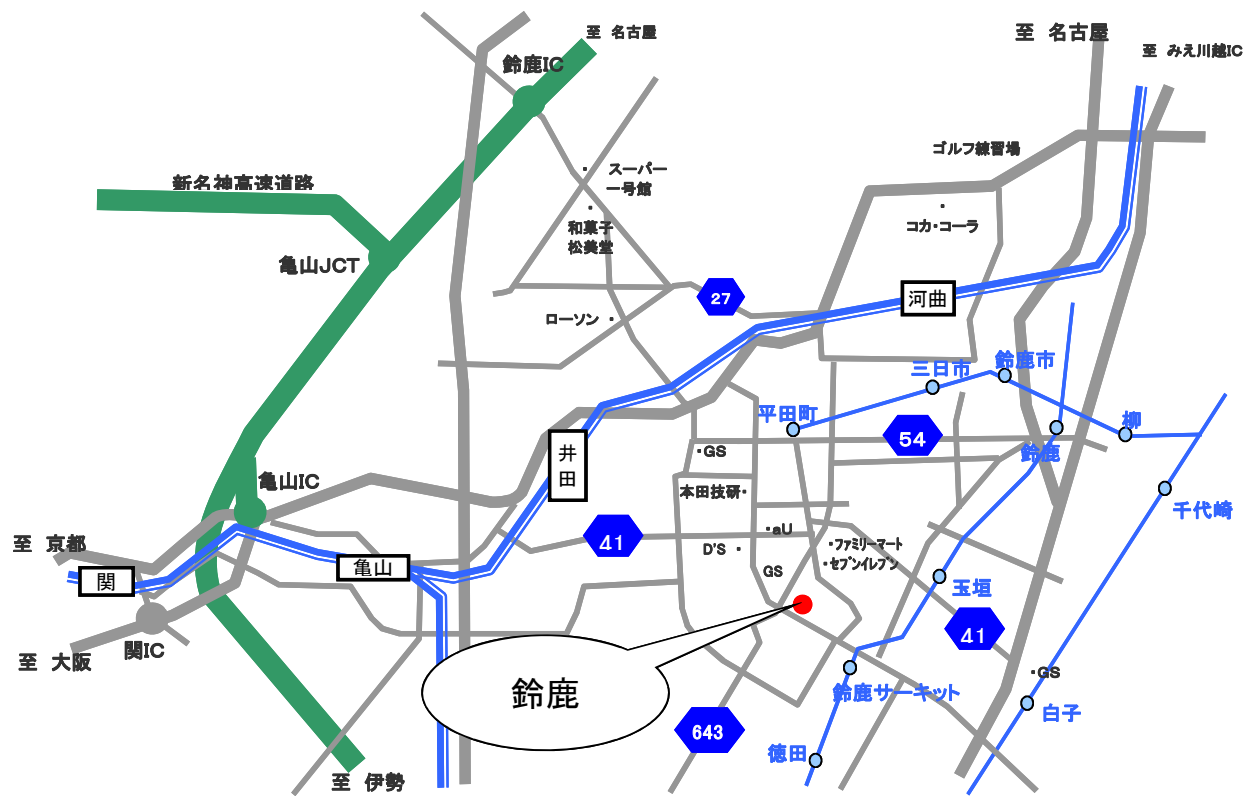 至 名古屋
至 名古屋
至 みえ川越IC
鈴鹿IC
ゴルフ練習場
スーパー
一号館
新名神高速道路
和菓子
松美堂
コカ・コーラ
亀山JCT
27
河曲
ローソン
三日市
鈴鹿市
平田町
柳
54
・GS
鈴鹿
井
田
亀山IC
本田技研・
千代崎
・aU
至 京都
41
D'S
・ファミリーマート
・セブンイレブン
GS
関
亀山
玉垣
41
関IC
至 大阪
・GS
鈴鹿
鈴鹿サーキット
白子
643
徳田
至 伊勢